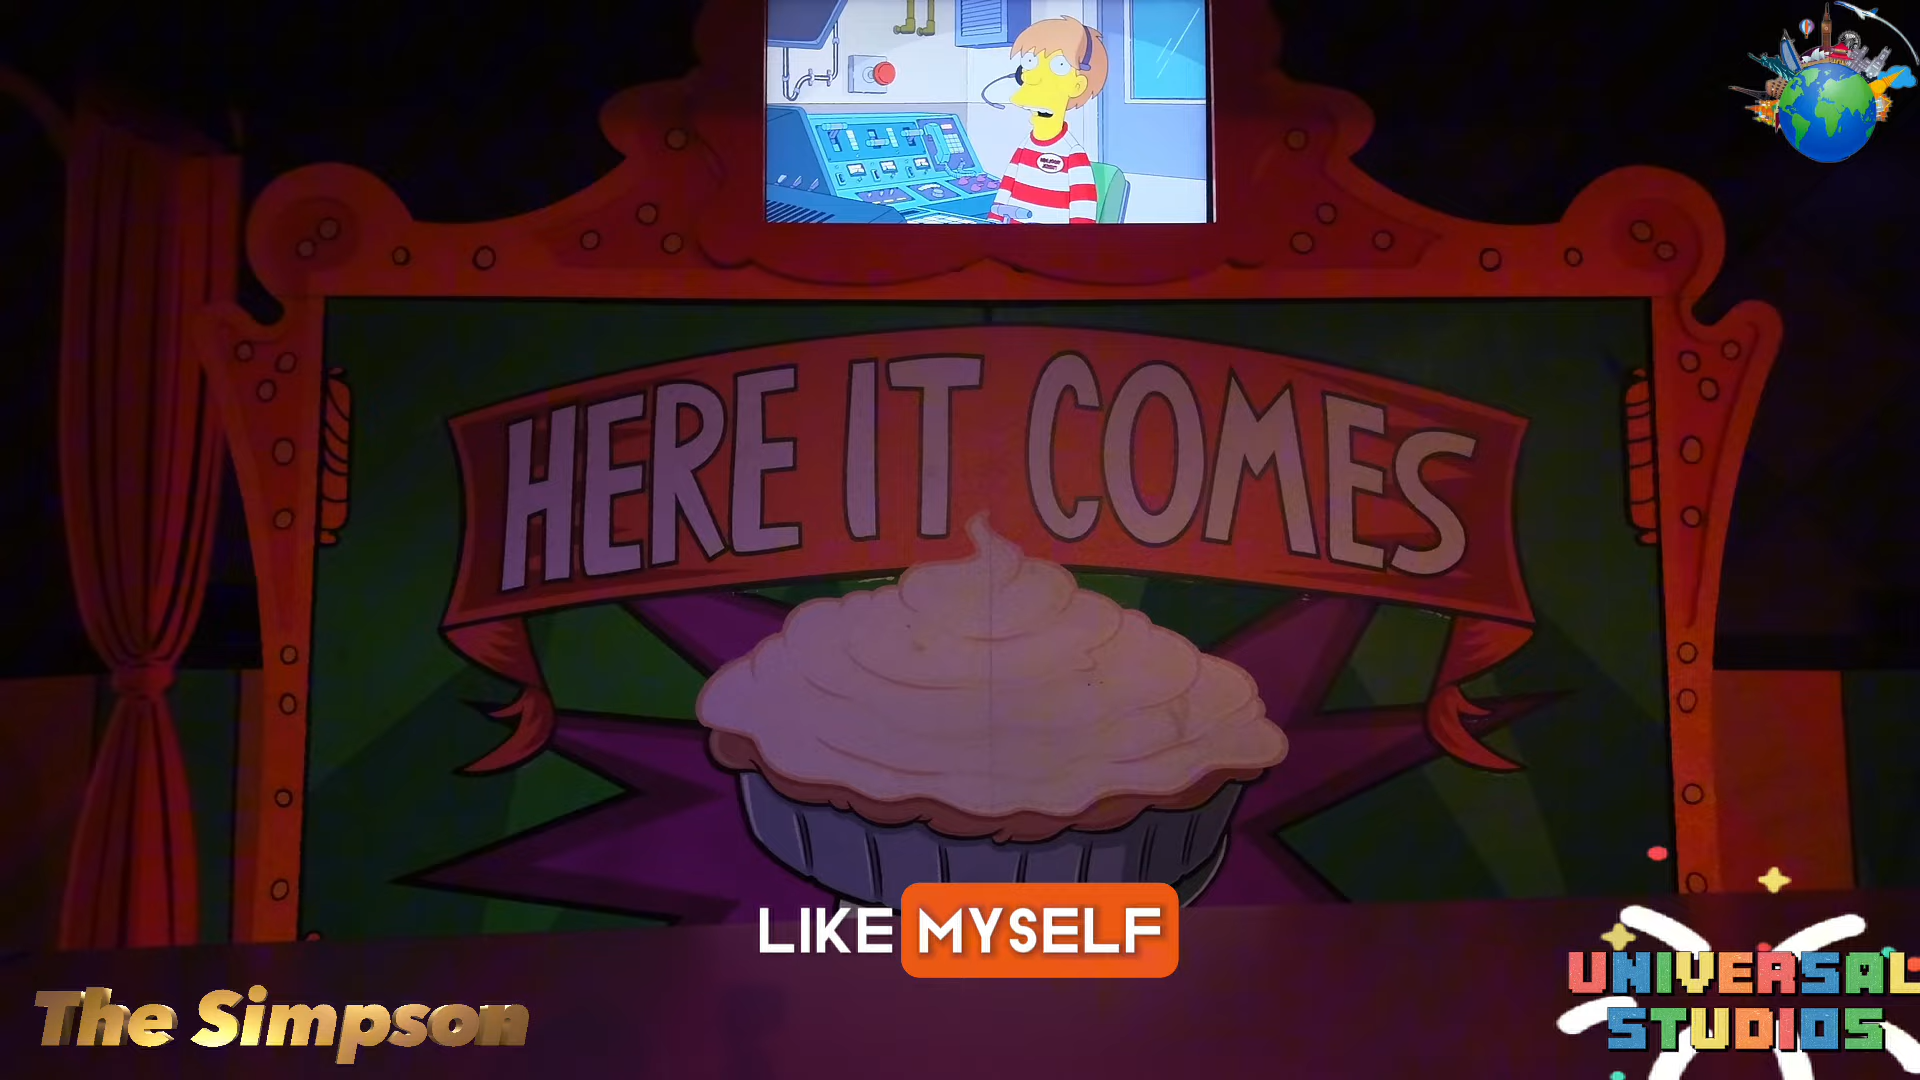 HERE IT COMES
LIKE MYSELF
The Simpson
UNIVERSAL
STUDIOS